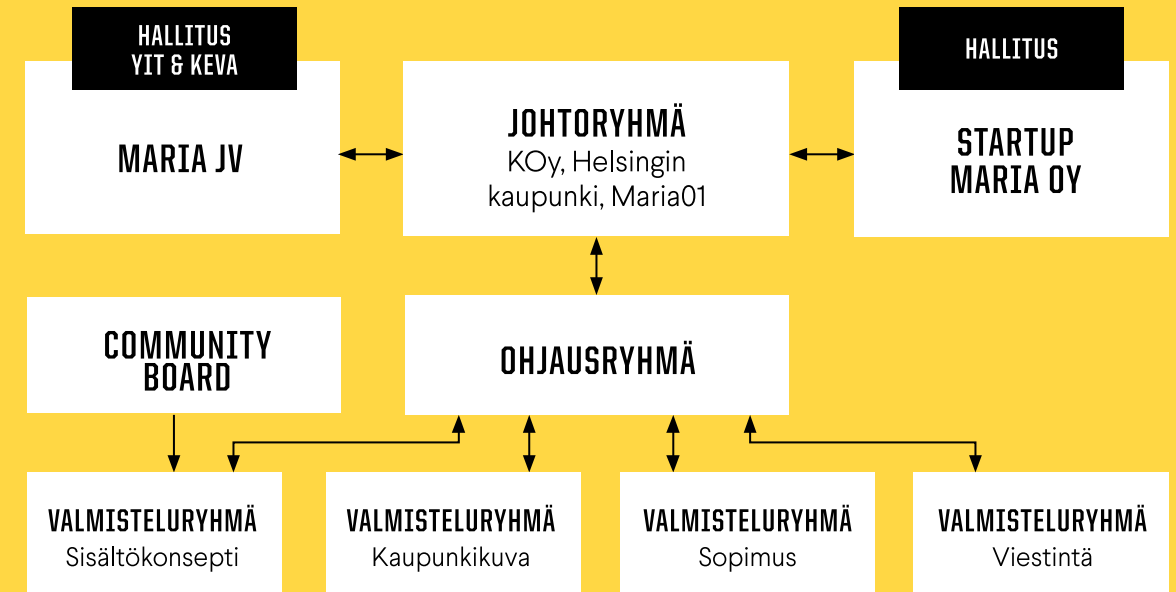 HALLITUS
YIT & KEVA
MARIA JV
JOHTORYHMÄ
KOy, Helsingin
kaupunki, Maria01
HALLITUS
STARTUP
MARIA OY
COMMUNITY
BOARD
OHJAUSRYHMÄ
VALMISTELURYHMÄ
Sisältökonsepti
VALMISTELURYHMÄ
Kaupunkikuva
VALMISTELURYHMÄ
Sopimus
VALMISTELURYHMÄ
Viestintä